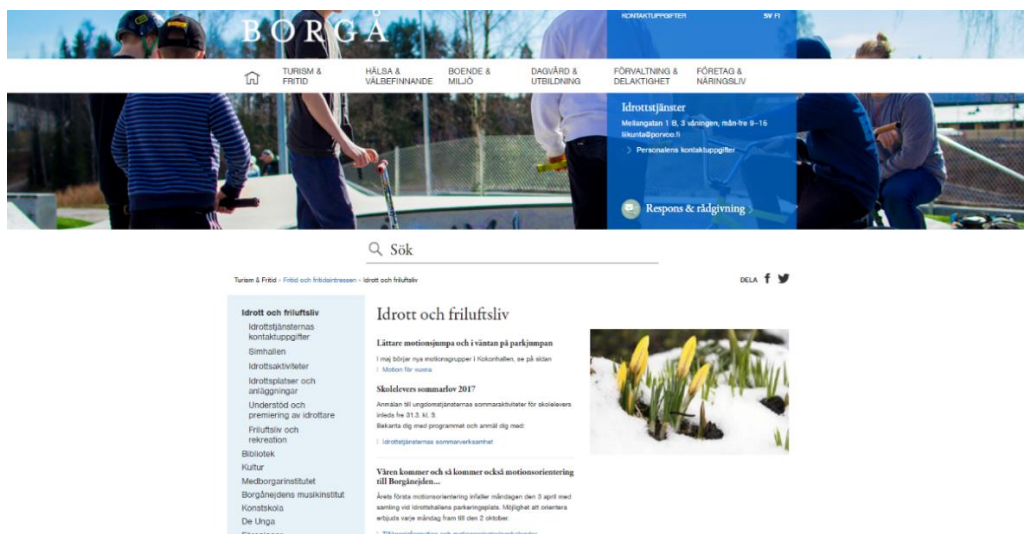 BORGÅ
KONTAKTUPPGIFTER
SV FI
TURISM &
FRITID
HÄLSA &
VÄLBEFINNANDE
BOENDE &
MILJÖ
DAGVÅRD &
UTBILDNING
FÖRVALTNING &
DELAKTIGHET
FÖRETAG &
NÄRINGSLIV
Idrottstjänster
Mellangatan 1 B, 3 våningen, mån-fre 9–16
liikunta@porvoo.fi
Personalens kontaktuppgifter
Respons & rådgivning
Sök
Turism & Fritid - Fritid och fritidsintressen - Idrott och friluftsliv
DELA
Idrott och friluftsliv
Idrottstjänsternas
kontaktuppgifter
Simhallen
Idrottsaktiviteter
Idrottsplatser och
anläggningar
Understöd och
premiering av idrottare
Friluftsliv och
rekreation
Bibliotek
Kultur
Medborgarinstitutet
Borgånejdens musikinstitut
Konstskola
De Unga
Idrott och friluftsliv
Lättare motionsjumpa och i väntan på parkjumpan
I maj börjar nya motionsgrupper i Kokonhallen, se på sidan
Motion för vuxna
Skolelevers sommarlov 2017
Anmälan till ungdomstjänsternas sommaraktiviteter för skolelevers
inleds fre 31.3. kl. 9.
Bekanta dig med programmet och anmäl dig med:
Idrottstjänsternas sommarverksamhet
Våren kommer och så kommer också motionsorientering
till Borgånejden...
Årets första motionsorientering infaller måndagen den 3 april med
samling vid Idrottshallens parkeringsplats. Möjlighet att orientera
erbjuds varje måndag fram till den 2 oktober.